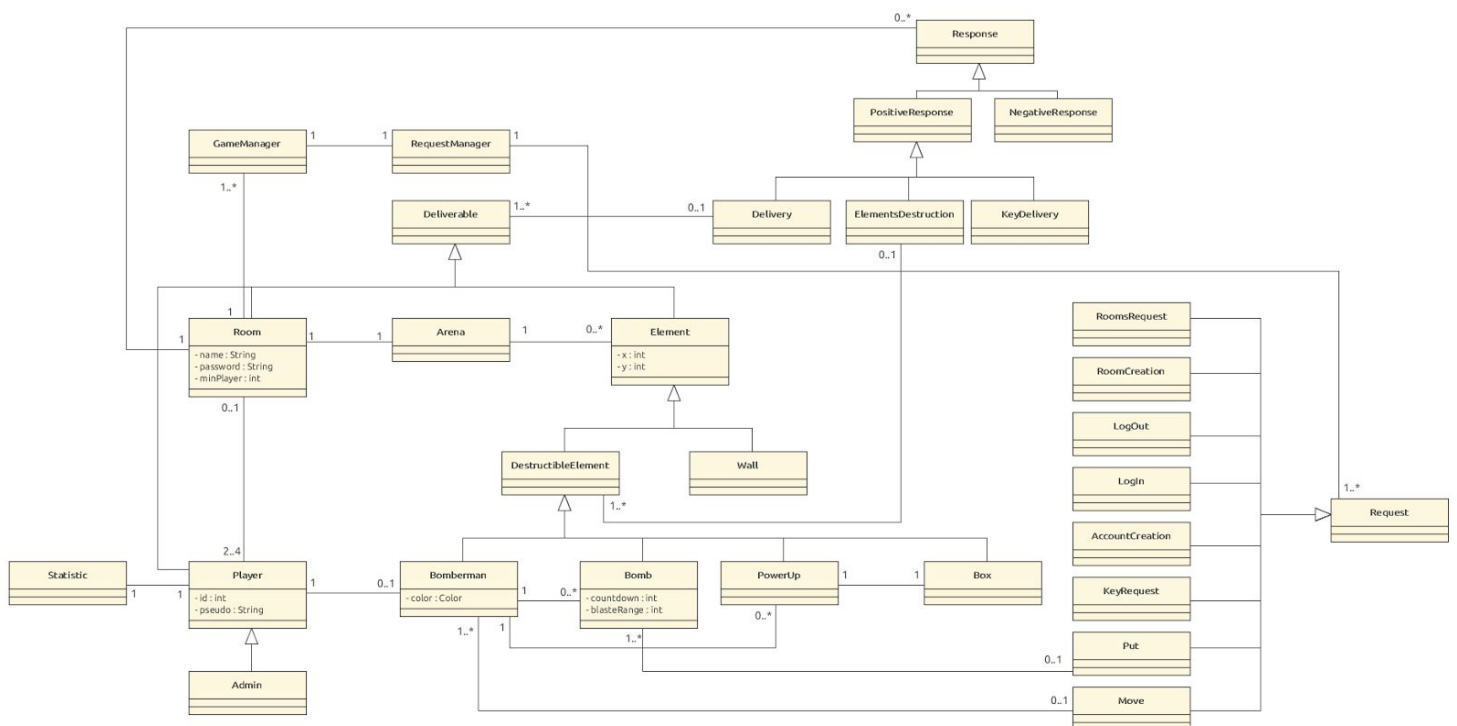 0..*
Response
PositiveResponse
NegativeResponse
GameManager
1
1
RequestManager
1
1..*
Deliverable
1..*
0..1
Delivery
ElementsDestruction
KeyDelivery
0..1
1
1
Room
- name : String
- password : String
- minPlayer : int
1
1
Arena
1
0..*
Element
- x : int
- y : int
RoomsRequest
RoomCreation
0..1
LogOut
DestructibleElement
Wall
LogIn
1..*
1..*
Request
AccountCreation
2..4
Statistic
1
1
Player
- id : int
- pseudo : String
1
0..1
Bomberman
- color : Color
1
0..*
Bomb
- countdown : int
- blasteRange : int
PowerUp
1
1
Box
KeyRequest
1..*
1
1..*
0..*
Put
0..1
Admin
Move
0..1